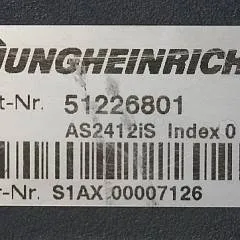 JUNGHEINRICH
t-Nr. 51226801
AS2412iS Index 0
r-Nr. S1AX 00007126